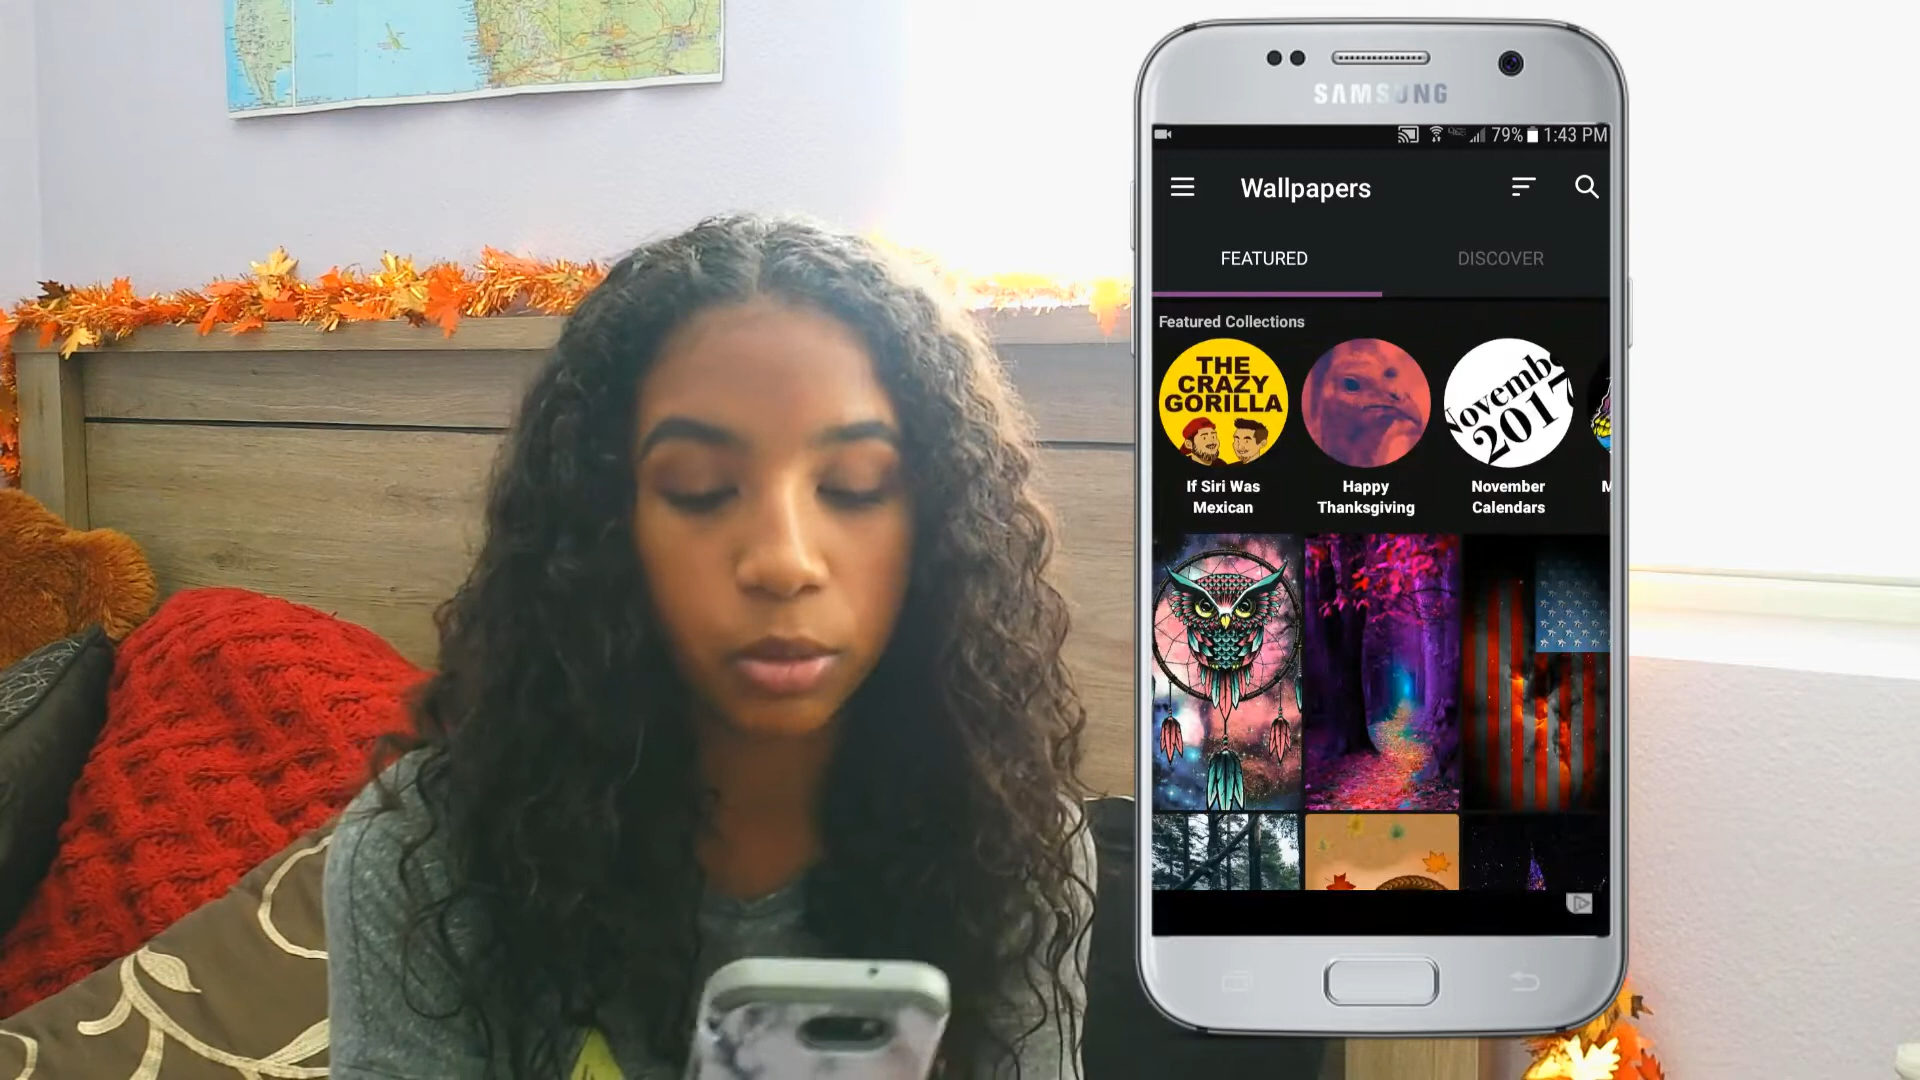 SAMSUNG
79% 1:43 PM
Wallpapers
FEATURED
DISCOVER
Featured Collections
THE
CRAZY
GORILLA
Novembe
2017
If Siri Was
Mexican
Happy
Thanksgiving
November
Calendars
M